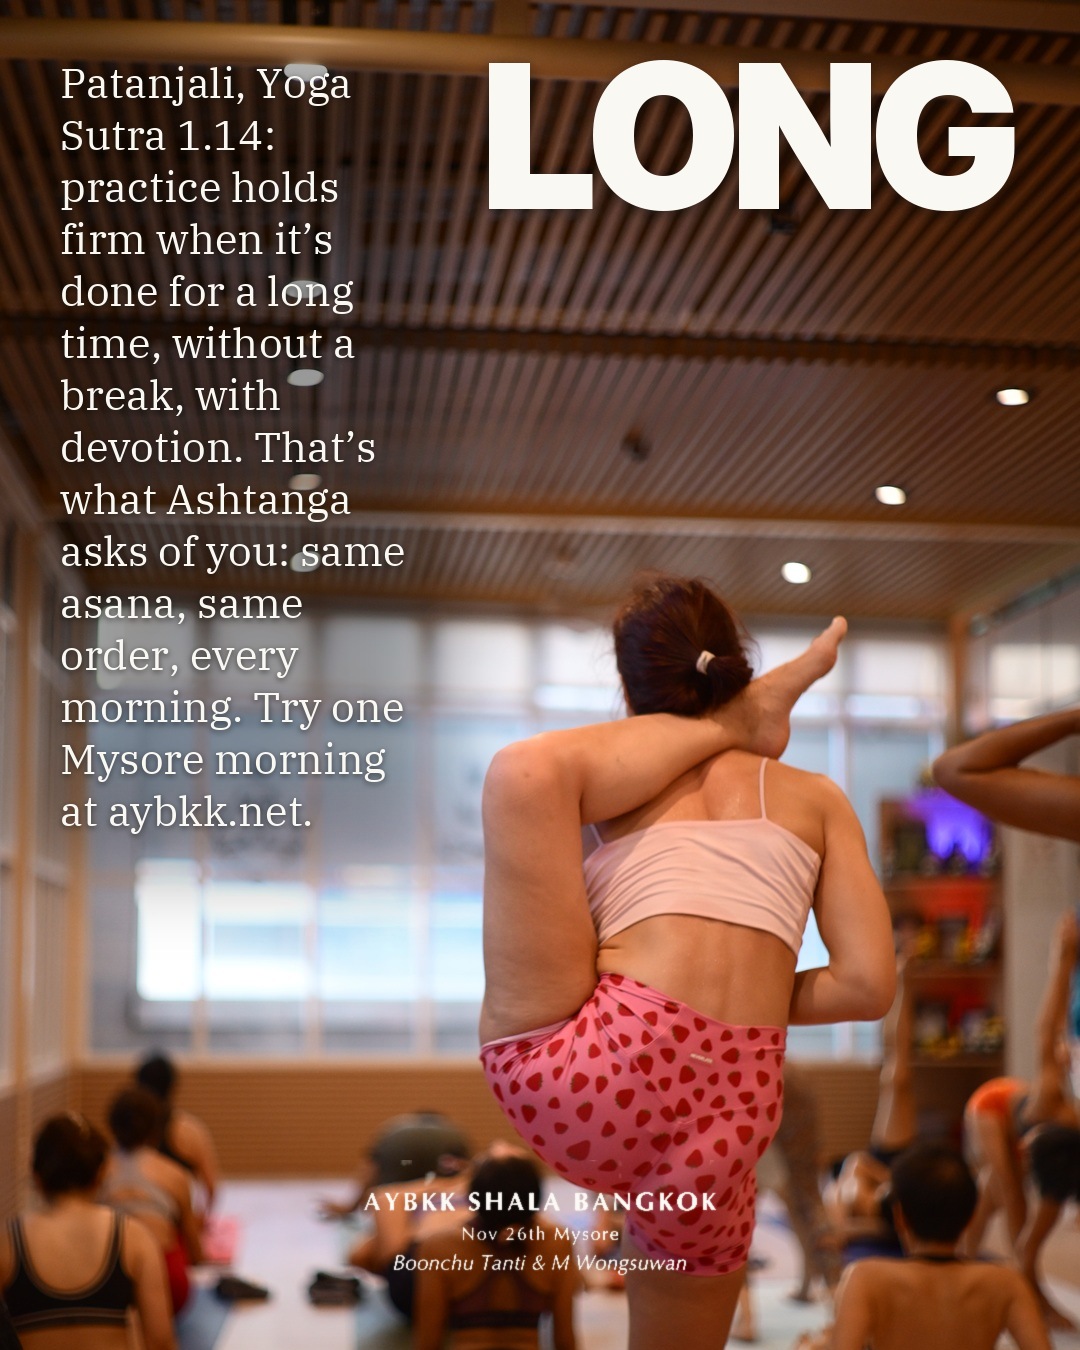 Patanjali, Yoga
Sutra 1.14:
practice holds
firm when it’s
done for a long
time, without a
break, with
devotion. That’s
what Ashtanga
asks of you: same
asana, same
order, every
morning. Try one
Mysore morning
at aybkk.net.
LONG
AYBKK SHALA BANGKOK
Nov 26th Mysore
Boonchu Tanti & M Wongsuwan